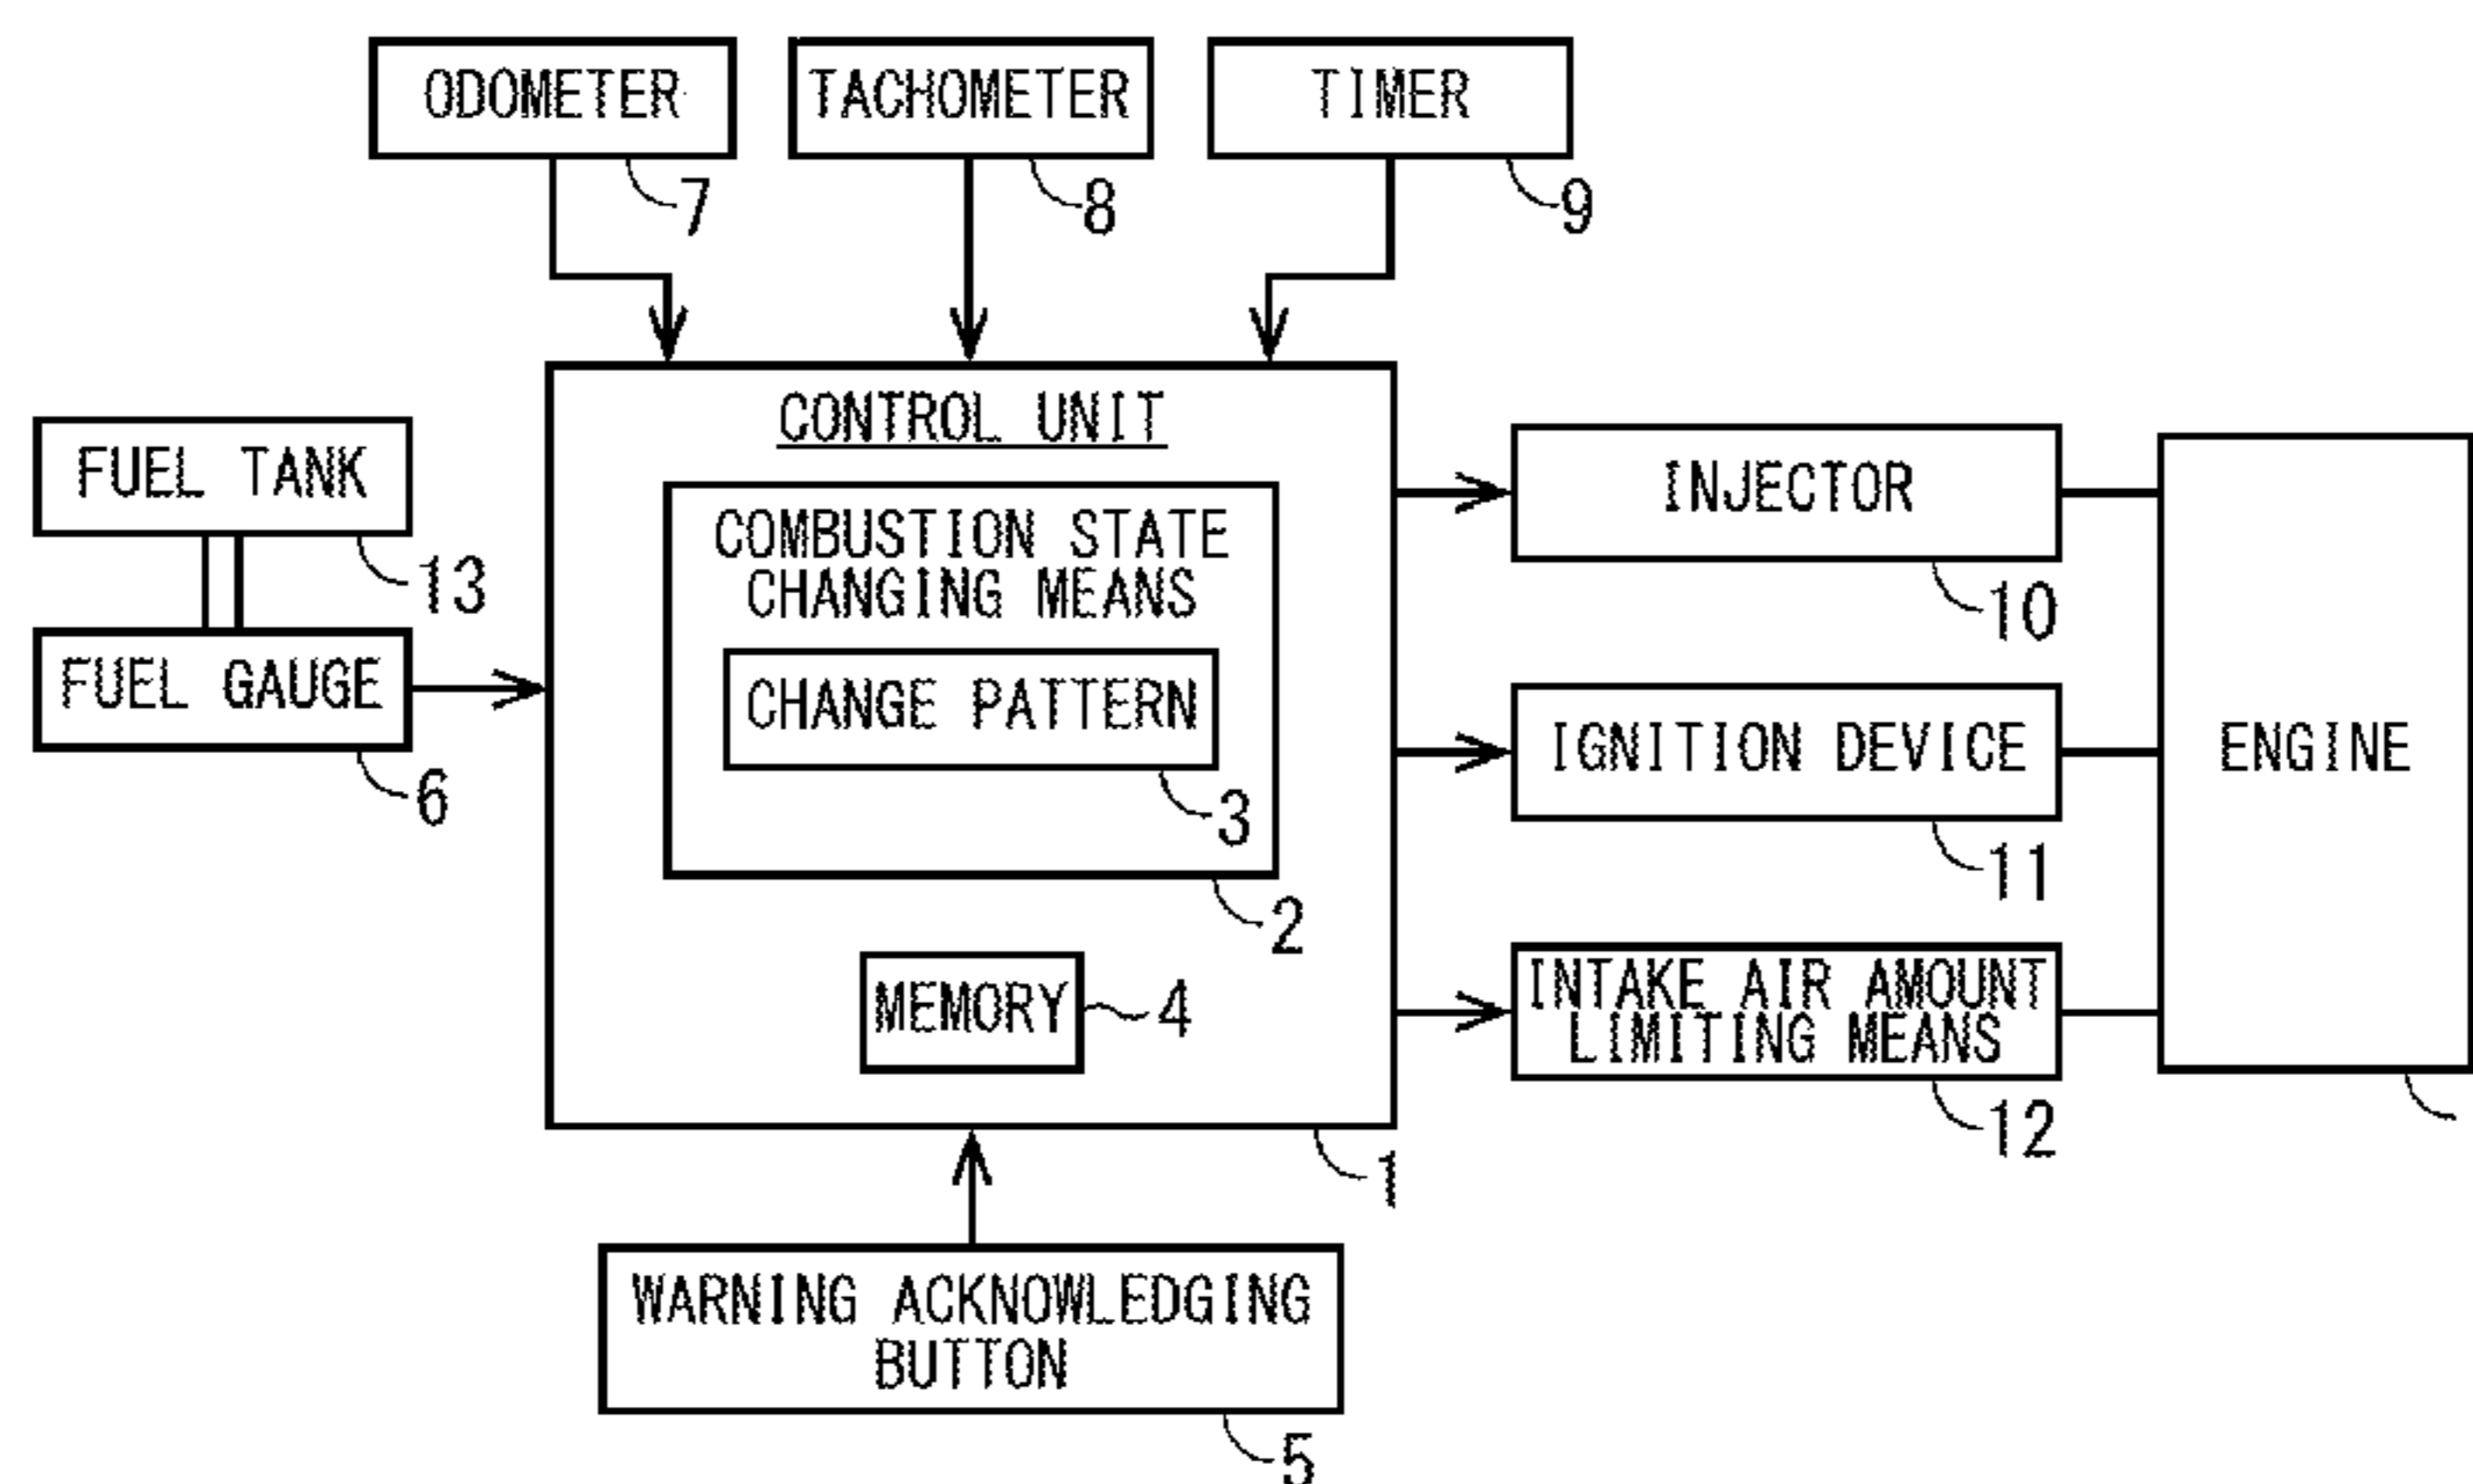 ODOMETER
TACHOMETER
TIMER
7
8
9
CONTROL UNIT
FUEL TANK
13
FUEL GAUGE
6
COMBUSTION STATE
CHANGING MEANS
CHANGE PATTERN
3
2
MEMORY
4
1
INJECTOR
10
IGNITION DEVICE
11
INTAKE AIR AMOUNT
LIMITING MEANS
12
ENGINE
WARNING ACKNOWLEDGING
BUTTON
5